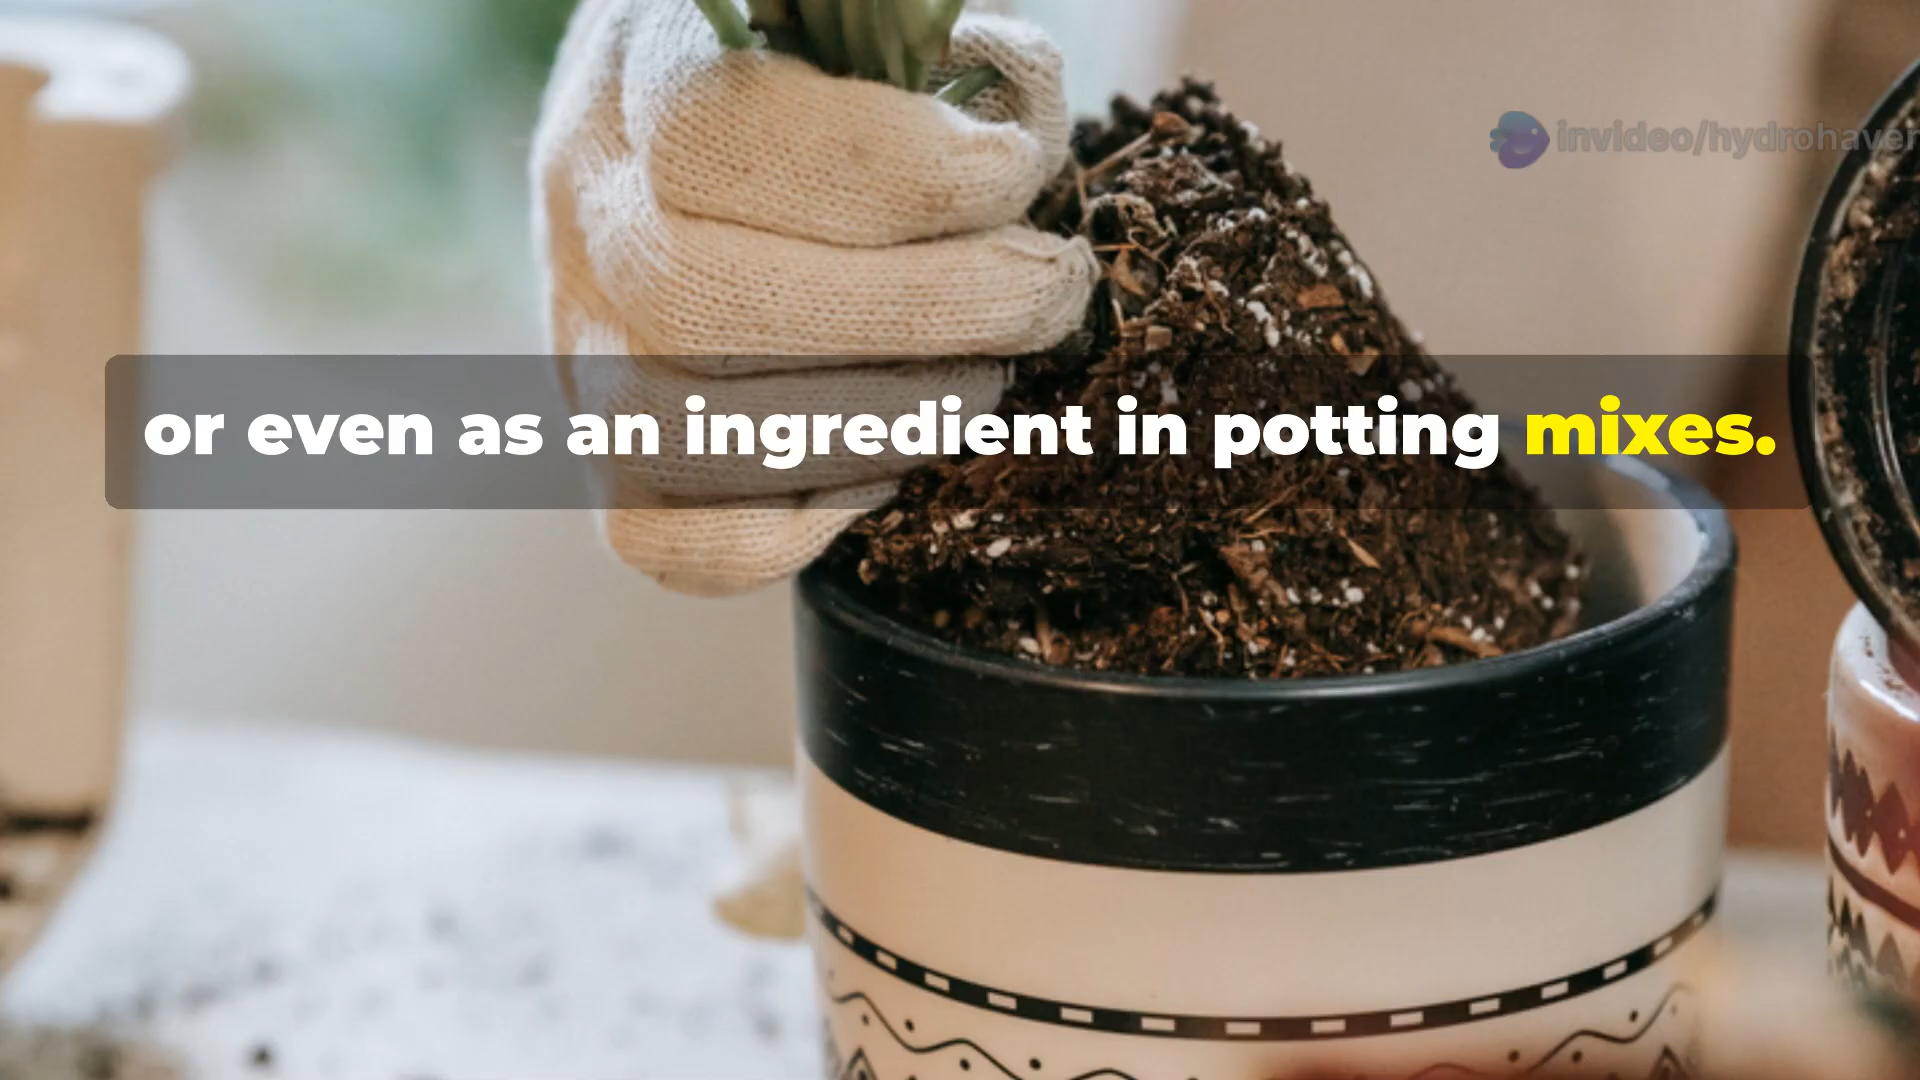 invideo/hydrohaven
or even as an ingredient in potting mixes.